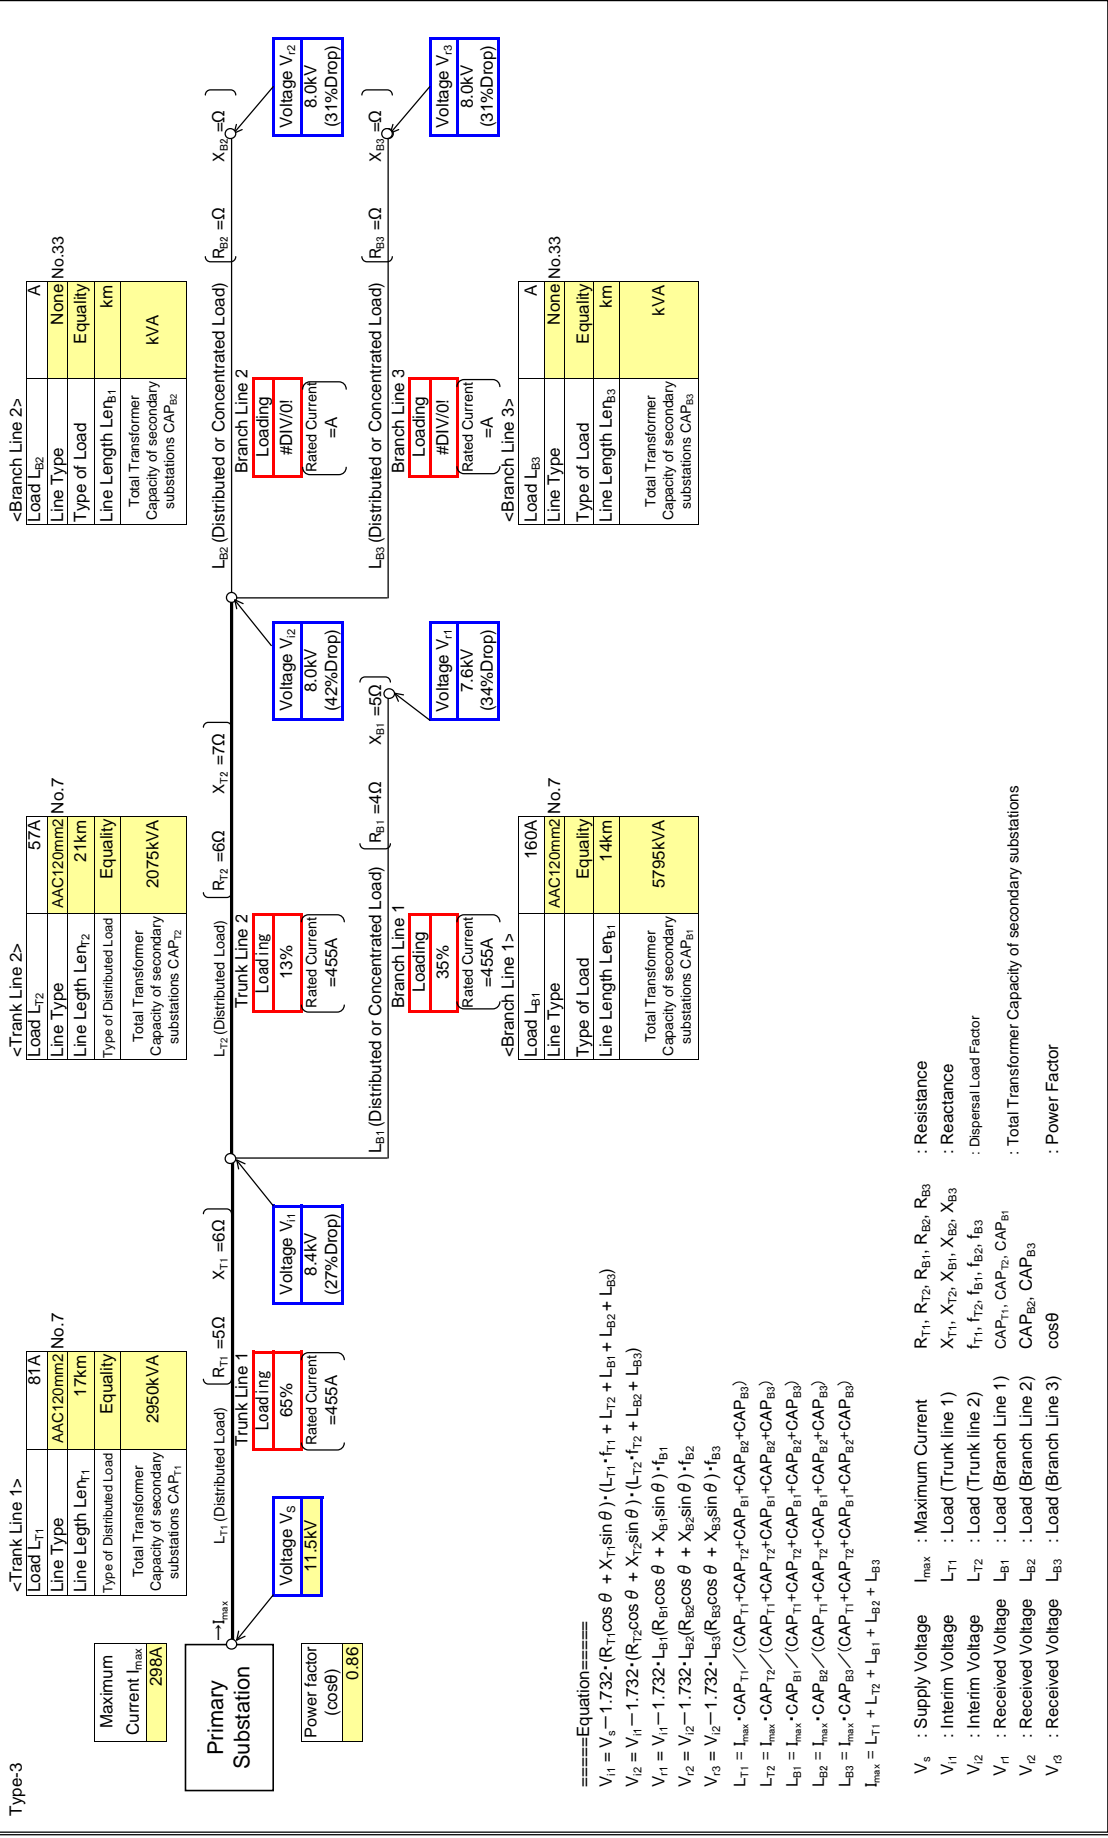 Type-3
Maximum
Current Imax
298A
<Trank Line 1>
Load LT1 81A
Line Type AAC120mm2 No.7
Line Length LenT1 17km
Type of Distributed Load Equality
Total Transformer
Capacity of secondary
substations CAPT1
2950kVA
<Trank Line 2>
Load LT2 57A
Line Type AAC120mm2 No.7
Line Legth LenT2 21km
Type of Distributed Load Equality
Total Transformer
Capacity of secondary
substations CAPT2
2075kVA
<Branch Line 2>
Load LB2 A
Line Type None No.33
Type of Load Equality
Line Length LenB1 km
Total Transformer
Capacity of secondary
substations CAPB2
kVA
Primary
Substation
→Imax
LT1 (Distributed Load) RT1 =5Ω XT1 =6Ω
LT2 (Distributed Load) RT2 =6Ω XT2 =7Ω
LB2 (Distributed or Concentrated Load) RB2 =Ω XB2 =Ω
Voltage VS
11.5kV
Trunk Line 1
Loading
65%
Rated Current
=455A
Voltage Vi1
8.4kV
(27%Drop)
Trunk Line 2
Loading
13%
Rated Current
=455A
Voltage Vi2
8.0kV
(42%Drop)
Branch Line 2
Loading
#DIV/0!
Rated Current
=A
Voltage Vr2
8.0kV
(31%Drop)
Power factor
(cosθ)
0.86
LB1 (Distributed or Concentrated Load) RB1 =4Ω XB1 =5Ω
LB3 (Distributed or Concentrated Load) RB3 =Ω XB3 =Ω
Branch Line 1
Loading
35%
Rated Current
=455A
Voltage Vr1
7.6kV
(34%Drop)
Branch Line 3
Loading
#DIV/0!
Rated Current
=A
Voltage Vr3
8.0kV
(31%Drop)
<Branch Line 1>
Load LB1 160A
Line Type AAC120mm2 No.7
Type of Load Equality
Line Length LenB1 14km
Total Transformer
Capacity of secondary
substations CAPB1
5795kVA
<Branch Line 3>
Load LB3 A
Line Type None No.33
Type of Load Equality
Line Length LenB3 km
Total Transformer
Capacity of secondary
substations CAPB3
kVA
=====Equation=====
Vi1 = Vs－1.732・(RT1cos θ + XT1sin θ)・(LT1・fT1 + LT2 + LB1 + LB2 + LB3)
Vi2 = Vi1－1.732・(RT2cos θ + XT2sin θ)・(LT2・fT2 + LB2 + LB3)
Vr1 = Vi1－1.732・LB1(RB1cos θ + XB1sin θ)・fB1
Vr2 = Vi2－1.732・LB2(RB2cos θ + XB2sin θ)・fB2
Vr3 = Vi2－1.732・LB3(RB3cos θ + XB3sin θ)・fB3
LT1 = Imax・CAPT1／(CAPT1+CAPT2+CAPB1+CAPB2+CAPB3)
LT2 = Imax・CAPT2／(CAPT1+CAPT2+CAPB1+CAPB2+CAPB3)
LB1 = Imax・CAPB1／(CAPT1+CAPT2+CAPB1+CAPB2+CAPB3)
LB2 = Imax・CAPB2／(CAPT1+CAPT2+CAPB1+CAPB2+CAPB3)
LB3 = Imax・CAPB3／(CAPT1+CAPT2+CAPB1+CAPB2+CAPB3)
Imax = LT1 + LT2 + LB1 + LB2 + LB3
Vs : Supply Voltage Imax : Maximum Current RT1, RT2, RB1, RB2, RB3 : Resistance
Vi1 : Interim Voltage LT1 : Load (Trunk line 1) XT1, XT2, XB1, XB2, XB3 : Reactance
Vi2 : Interim Voltage LT2 : Load (Trunk line 2) fT1, fT2, fB1, fB2, fB3 : Dispersal Load Factor
Vr1 : Received Voltage LB1 : Load (Branch Line 1) CAPT1, CAPT2, CAPB1 : Total Transformer Capacity of secondary substations
Vr2 : Received Voltage LB2 : Load (Branch Line 2) CAPB2, CAPB3
Vr3 : Received Voltage LB3 : Load (Branch Line 3) cosθ : Power Factor